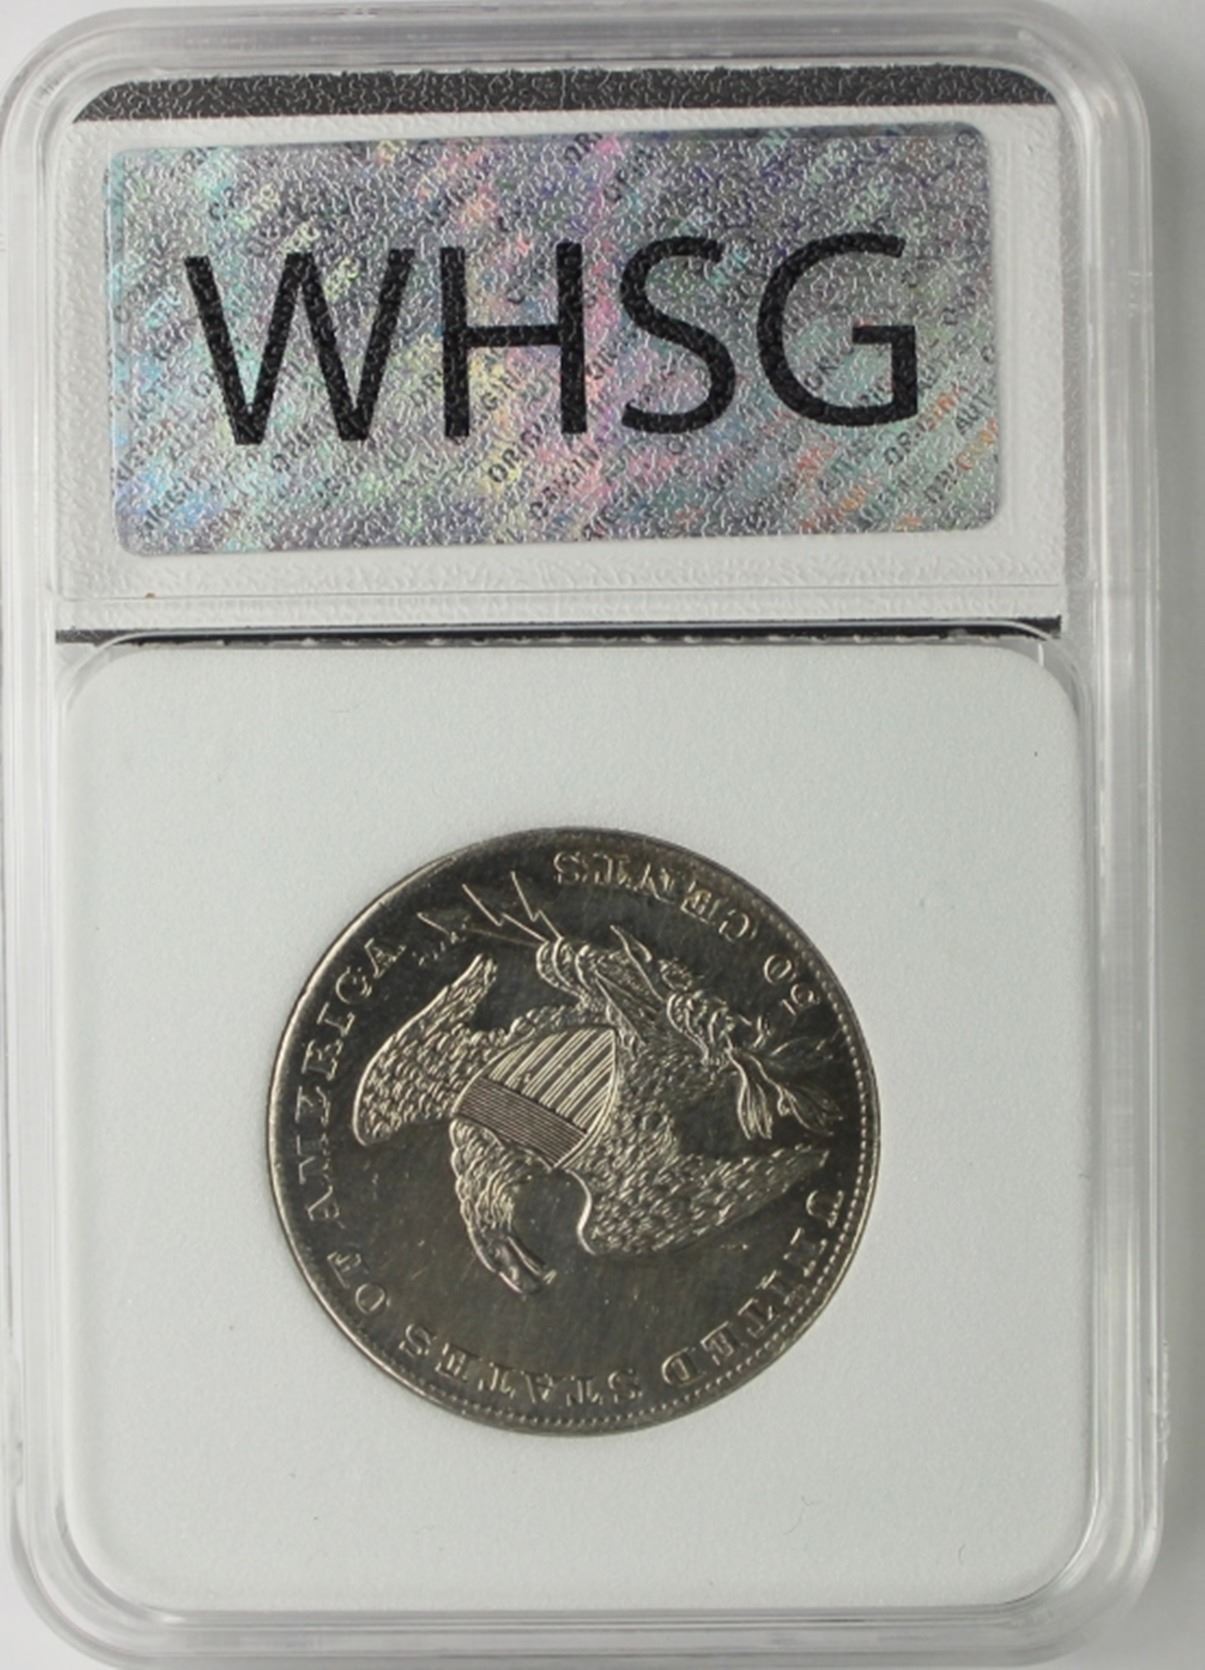 WHSG
UNITED STATES OF AMERICA
50 CENTS